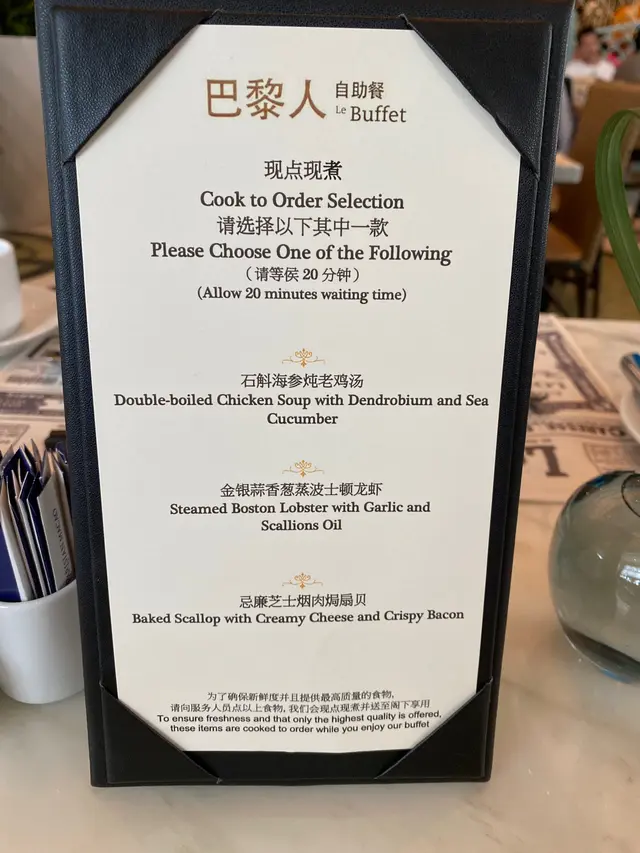 巴黎人 自助餐
Le Buffet
现点现煮
Cook to Order Selection
请选择以下其中一款
Please Choose One of the Following
（请等侯 20 分钟）
(Allow 20 minutes waiting time)
石斛海参炖老鸡汤
Double-boiled Chicken Soup with Dendrobium and Sea
Cucumber
金银蒜香葱蒸波士顿龙虾
Steamed Boston Lobster with Garlic and
Scallions Oil
忌廉芝士烟肉焗扇贝
Baked Scallop with Creamy Cheese and Crispy Bacon
为了确保新鲜度并且提供最高质量的食物,
请向服务人员点以上食物, 我们会现点现煮并送至阁下享用
To ensure freshness and that only the highest quality is offered,
these items are cooked to order while you enjoy our buffet